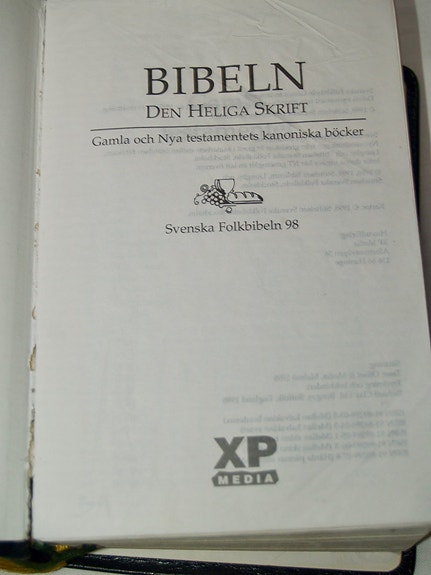 BIBELN
DEN HELIGA SKRIFT
Gamla och Nya testamentets kanoniska böcker
Svenska Folkbibeln 98
XP
MEDIA